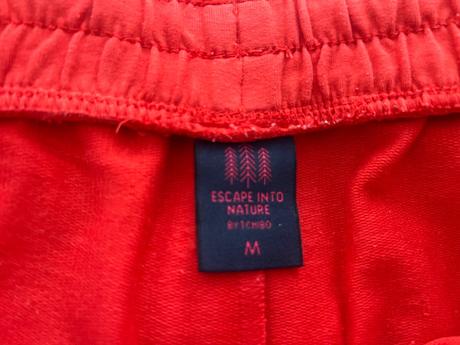 ESCAPE INTO
NATURE
BY TCHIBO
M